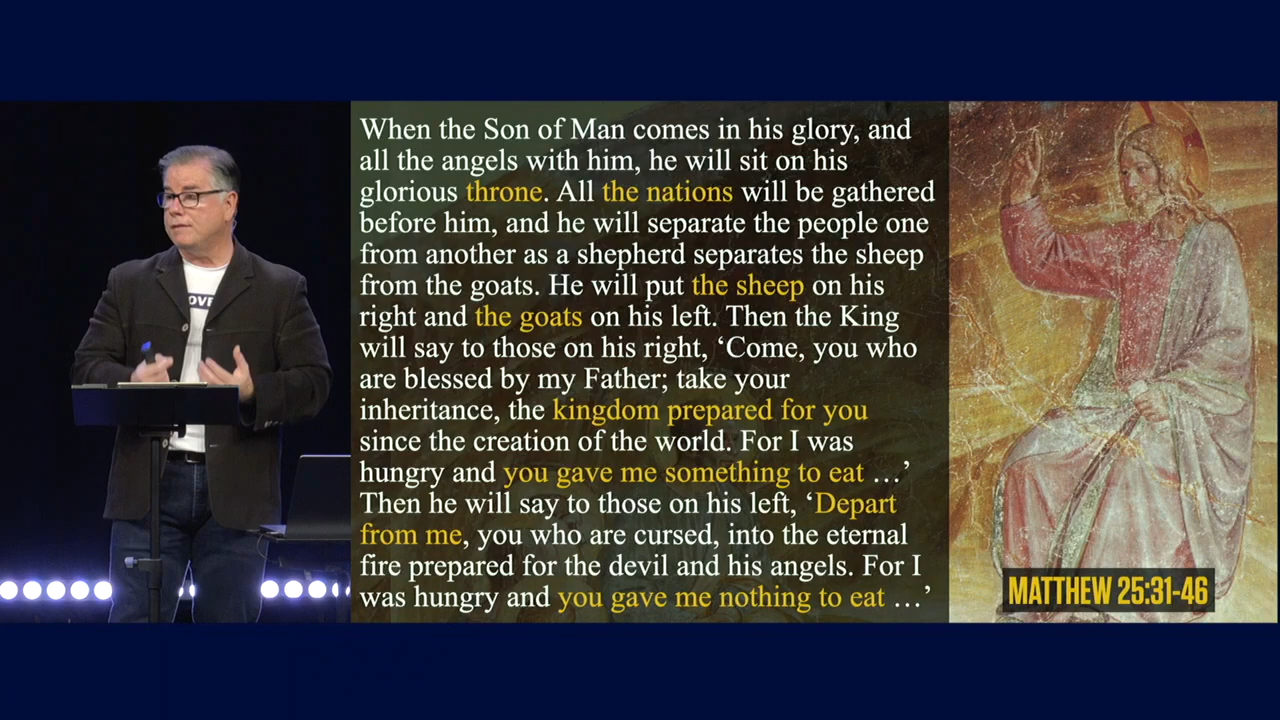 When the Son of Man comes in his glory, and
all the angels with him, he will sit on his
glorious throne. All the nations will be gathered
before him, and he will separate the people one
from another as a shepherd separates the sheep
from the goats. He will put the sheep on his
right and the goats on his left. Then the King
will say to those on his right, ‘Come, you who
are blessed by my Father; take your
inheritance, the kingdom prepared for you
since the creation of the world. For I was
hungry and you gave me something to eat …’
Then he will say to those on his left, ‘Depart
from me, you who are cursed, into the eternal
fire prepared for the devil and his angels. For I
was hungry and you gave me nothing to eat …’
MATTHEW 25:31-46